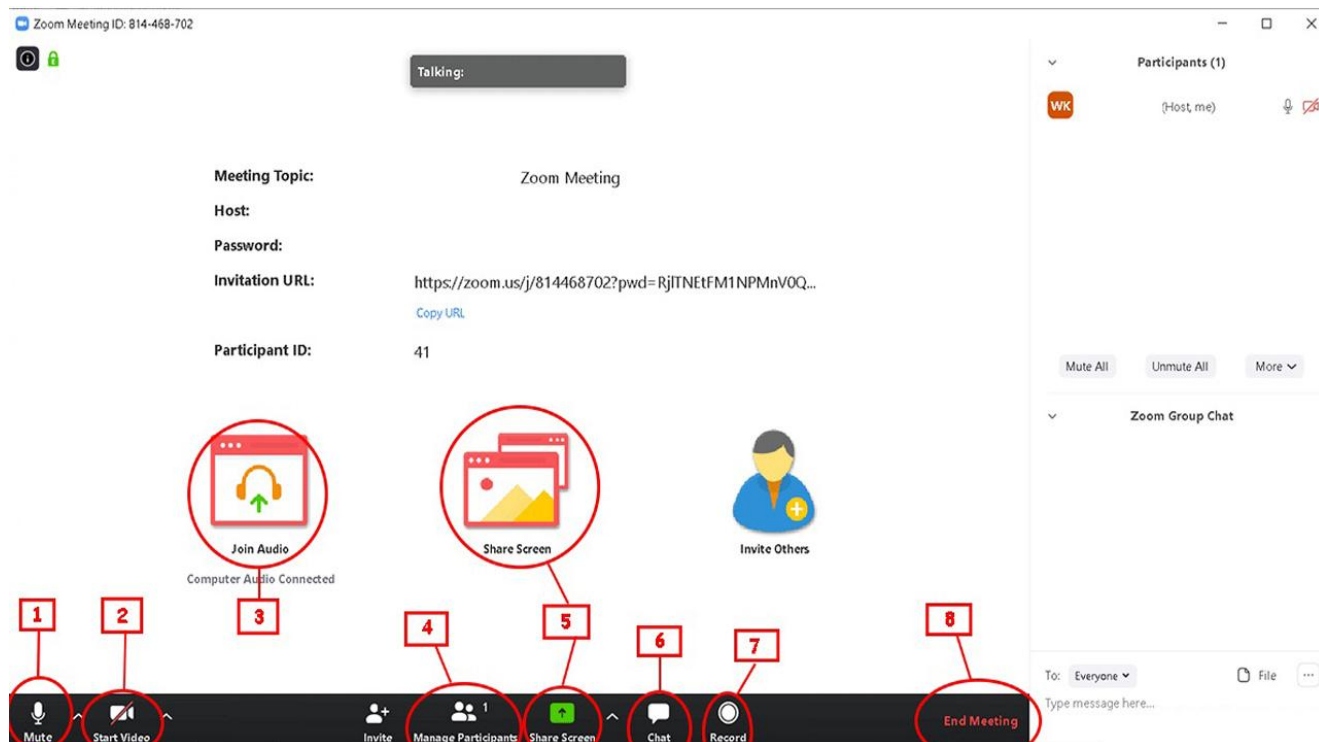 Zoom Meeting ID: 814-468-702
Talking:
Meeting Topic: Zoom Meeting
Host:
Password:
Invitation URL: https://zoom.us/j/814468702?pwd=RjlTNEtFM1NPMnV0Q...
Copy URL
Participant ID: 41
Join Audio
Computer Audio Connected
Share Screen
Invite Others
1
2
3
4
5
6
7
8
Mute
Start Video
Invite
Manage Participants 1
Share Screen
Chat
Record
End Meeting
Participants (1)
WK (Host, me)
Mute All Unmute All More
Zoom Group Chat
To: Everyone File ...
Type message here...